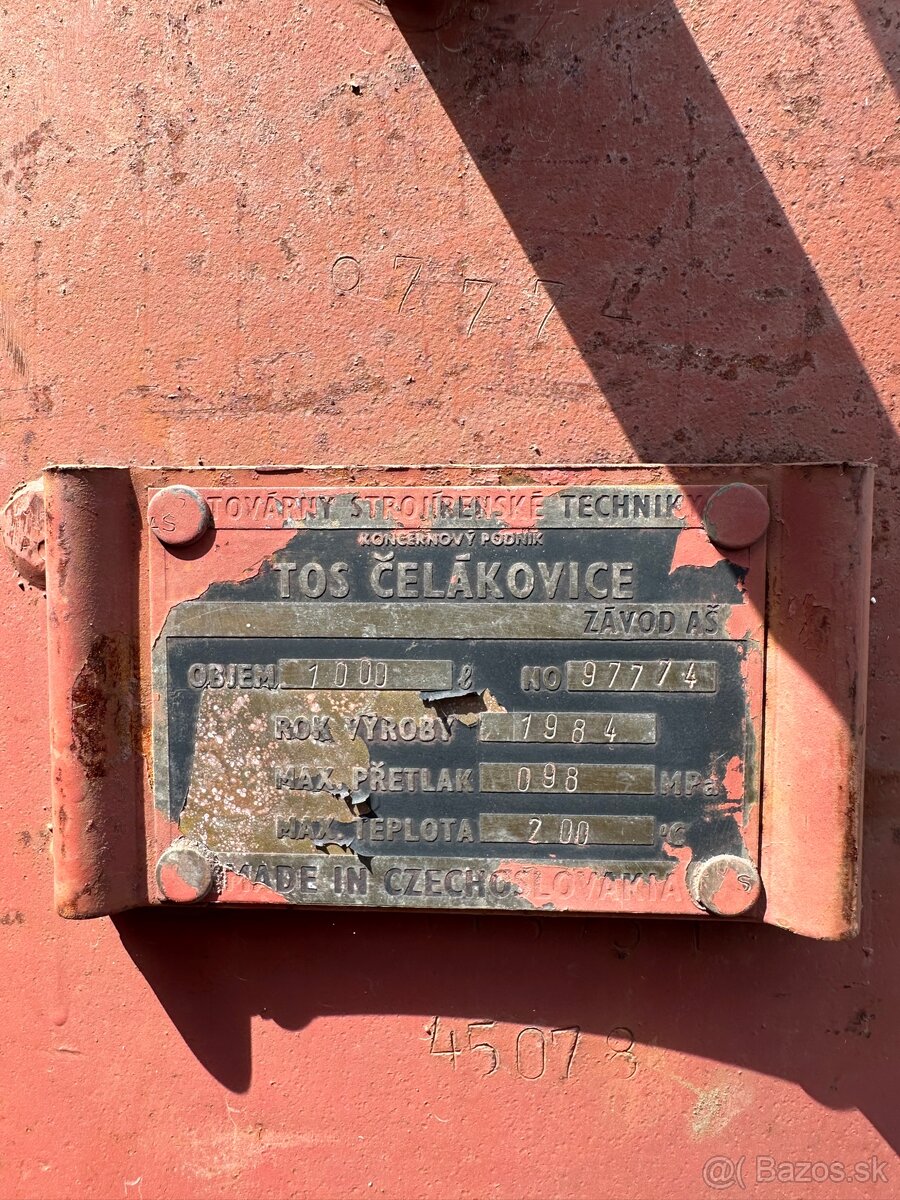 97774
TOVÁRNY STROJÍRENSKÉ TECHNIKY
KONCERNOVÝ PODNIK
TOS ČELÁKOVICE
ZÁVOD AŠ
OBJEM 1000 ℓ NO 97774
ROK VÝROBY 1984
MAX. PŘETLAK 098 MPa
MAX. TEPLOTA 200 °C
MADE IN CZECHOSLOVAKIA
45078
@( Bazos.sk